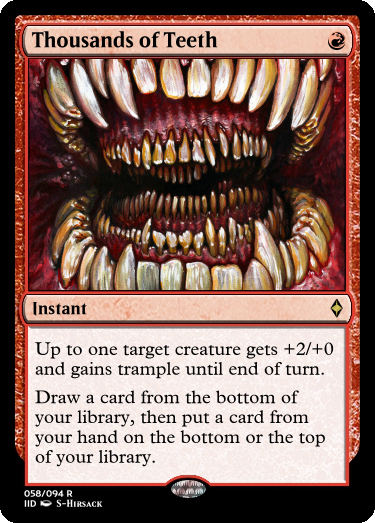 Thousands of Teeth
Instant
Up to one target creature gets +2/+0
and gains trample until end of turn.
Draw a card from the bottom of
your library, then put a card from
your hand on the bottom or the top
of your library.
058/094 R
IID S-Hirsack